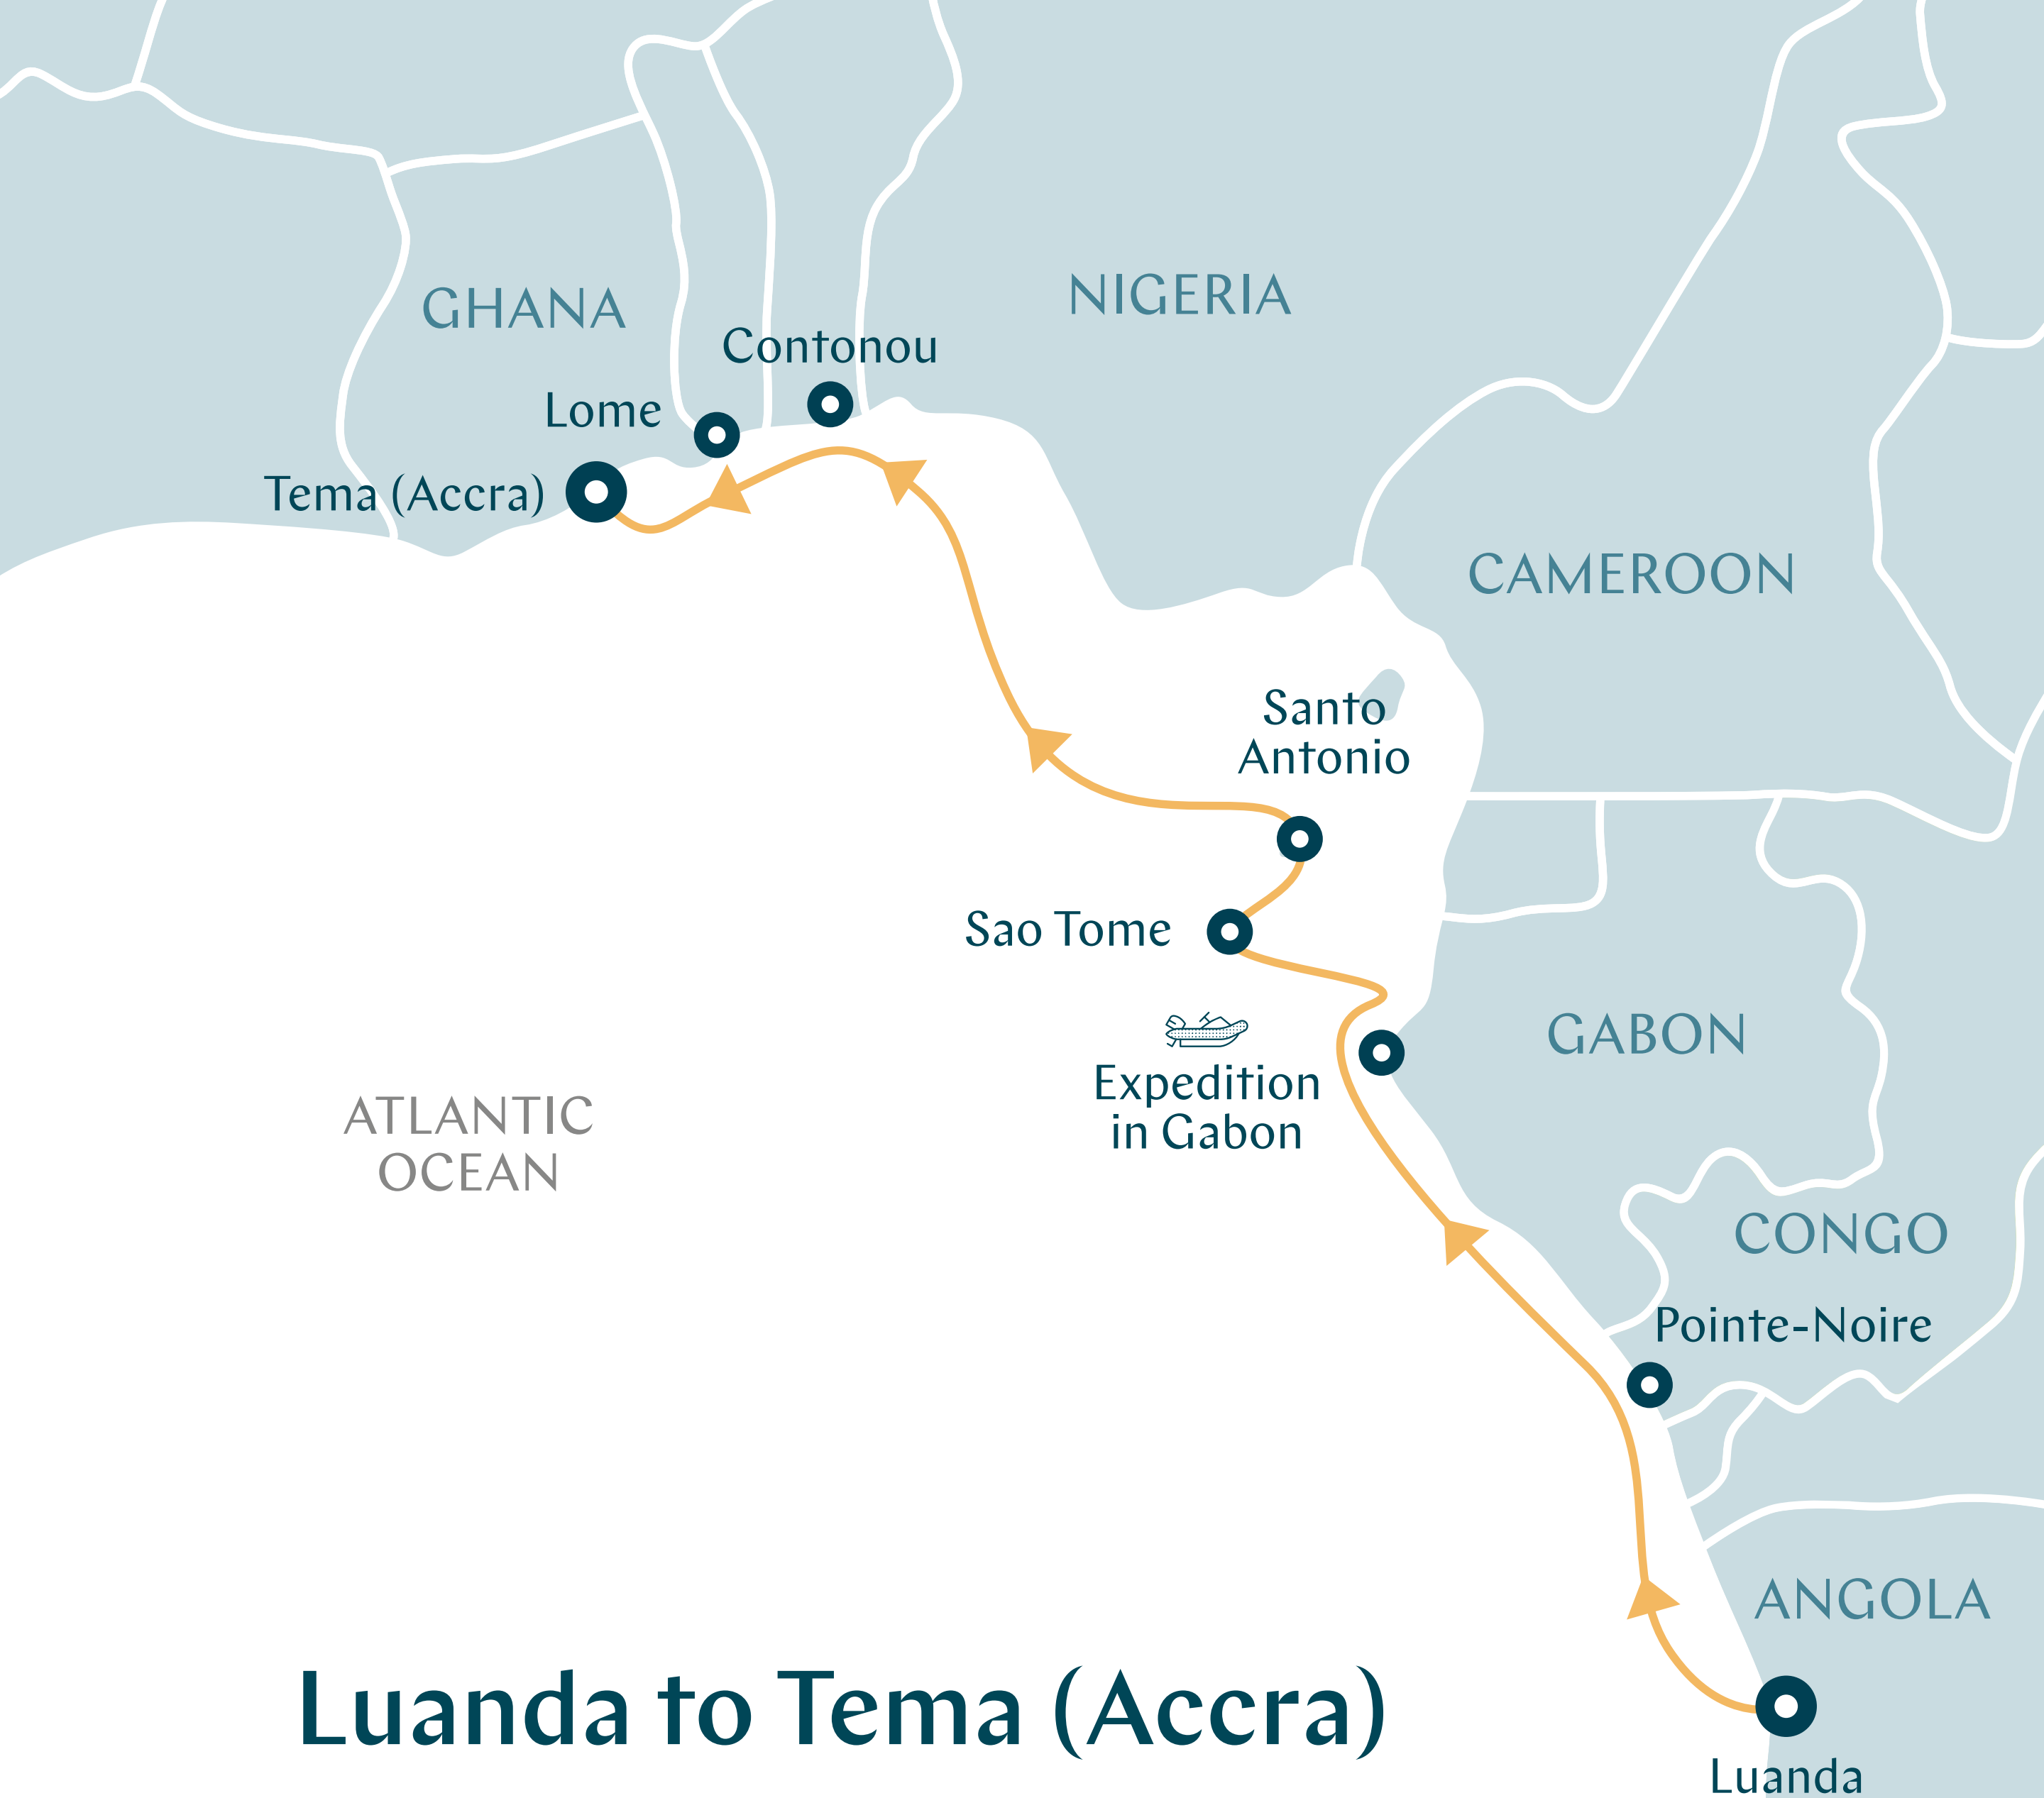 GHANA
NIGERIA
Contonou
Lome
Tema (Accra)
CAMEROON
Santo
Antonio
Sao Tome
GABON
Expedition
in Gabon
ATLANTIC
OCEAN
CONGO
Pointe-Noire
ANGOLA
Luanda to Tema (Accra)
Luanda